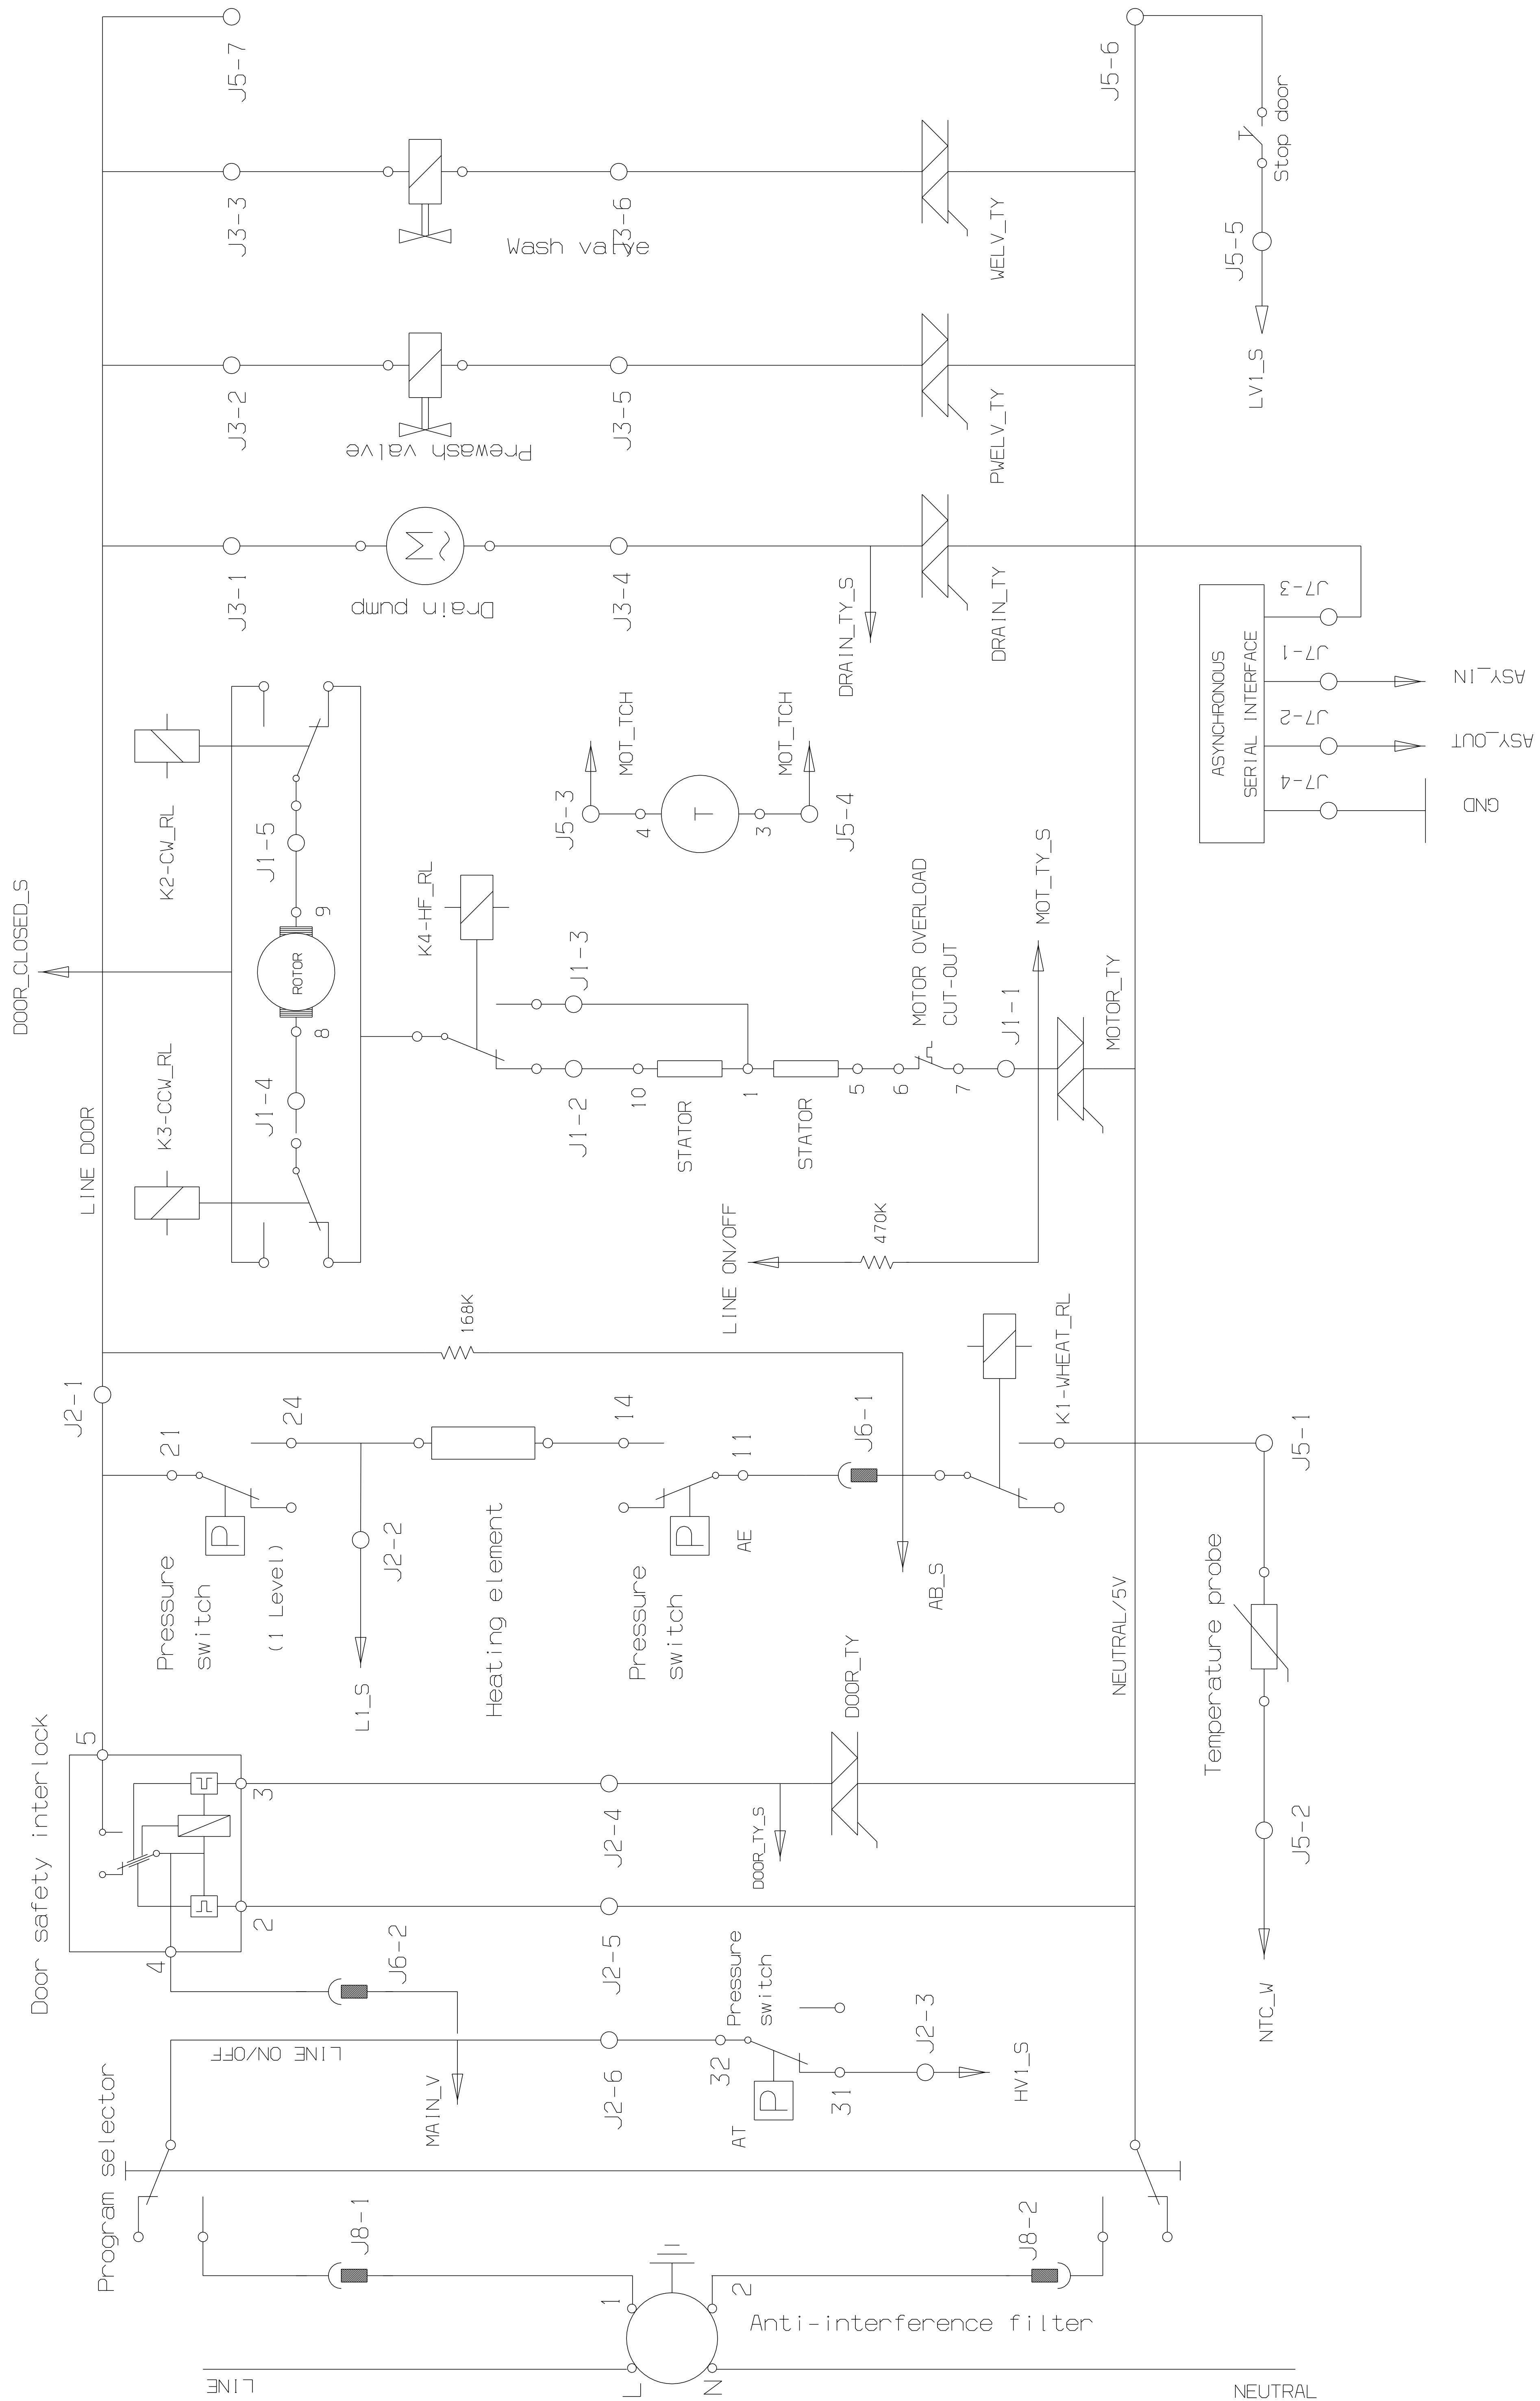 LINE
L
N
NEUTRAL
1
2
Anti-interference filter
J8-1
J8-2
Program selector
LINE ON/OFF
MAIN_V
J2-6
32
AT
P
Pressure
switch
31
J2-3
HV1_S
Door safety interlock
4
5
2
3
J6-2
J2-5
J2-4
DOOR_TY_S
DOOR_TY
NEUTRAL/5V
21
P
Pressure
switch
(1 Level)
24
J2-1
J2-2
L1_S
Heating element
14
P
Pressure
switch
AE
11
J6-1
AB_S
168K
K1-WHEAT_RL
Temperature probe
J5-1
J5-2
NTC_W
LINE DOOR
LINE ON/OFF
470K
DOOR_CLOSED_S
K3-CCW_RL
K2-CW_RL
J1-4
8
ROTOR
9
J1-5
K4-HF_RL
J1-2
J1-3
10
STATOR
1
STATOR
5
6
7
MOTOR OVERLOAD
CUT-OUT
J1-1
MOT_TY_S
MOTOR_TY
J5-3
MOT_TCH
4
T
3
MOT_TCH
J5-4
J3-1
M
~
Drain pump
J3-4
DRAIN_TY_S
DRAIN_TY
ASYNCHRONOUS
SERIAL INTERFACE
J7-4
J7-2
J7-1
J7-3
GND
ASY_OUT
ASY_IN
J3-2
Prewash valve
J3-5
PWELV_TY
J3-3
Wash valve
J3-6
WELV_TY
J5-7
J5-6
Stop door
J5-5
LV1_S